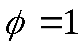 ϕ = 1